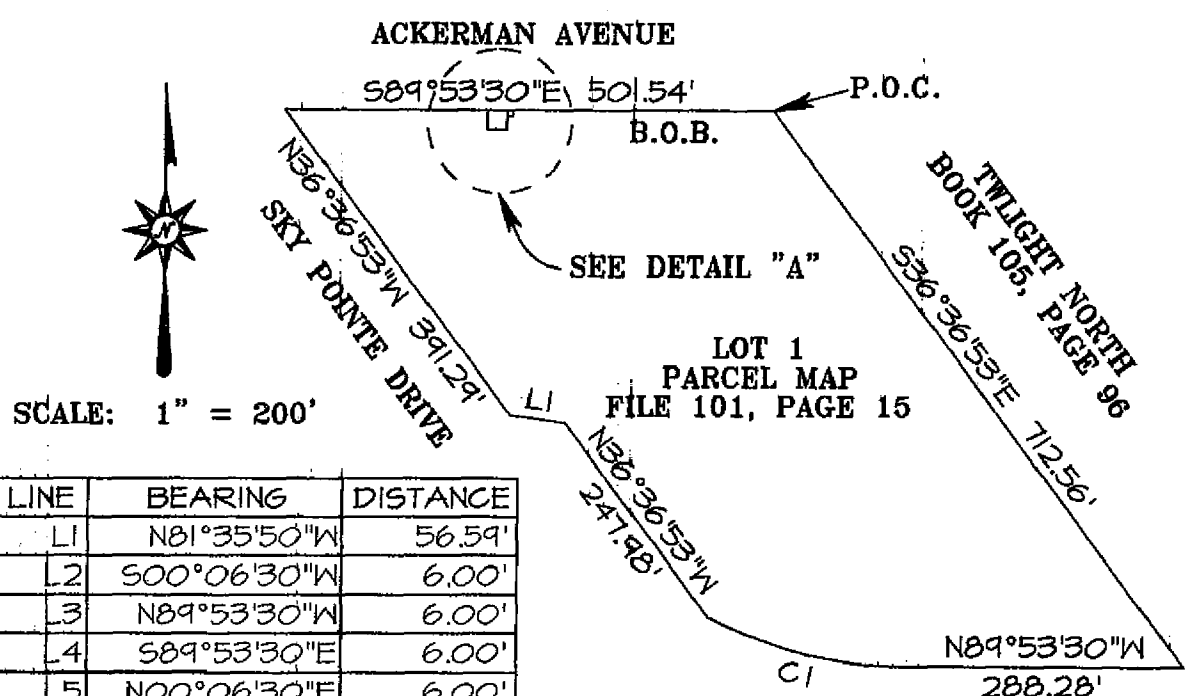 ACKERMAN AVENUE
S89°53'30"E 501.54'
P.O.C.
B.O.B.
N36°36'53"W 391.29'
SKY POINTE DRIVE
N
SEE DETAIL "A"
TWLIGHT NORTH
BOOK 105, PAGE 96
S36°36'53"E 712.56'
LOT 1
PARCEL MAP
FILE 101, PAGE 15
SCALE: 1" = 200'
L1
N36°36'53"W
247.98'
LINE BEARING DISTANCE
L1 N81°35'50"W 56.59'
L2 S00°06'30"W 6.00'
L3 N89°53'30"W 6.00'
L4 S89°53'30"E 6.00'
L5 N00°06'30"E 6.00'
C1
N89°53'30"W
288.28'